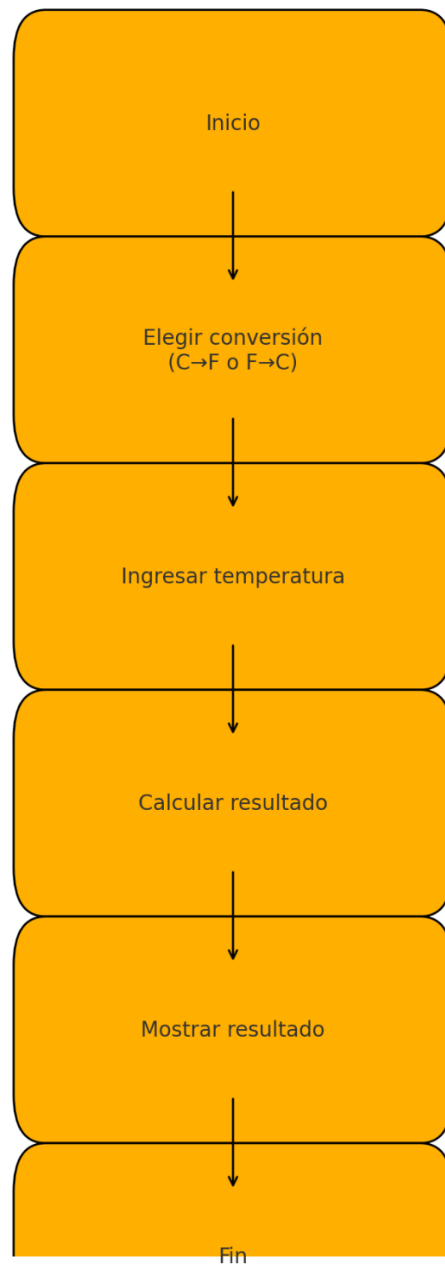 Inicio
Elegir conversión
(C→F o F→C)
Ingresar temperatura
Calcular resultado
Mostrar resultado
Fin